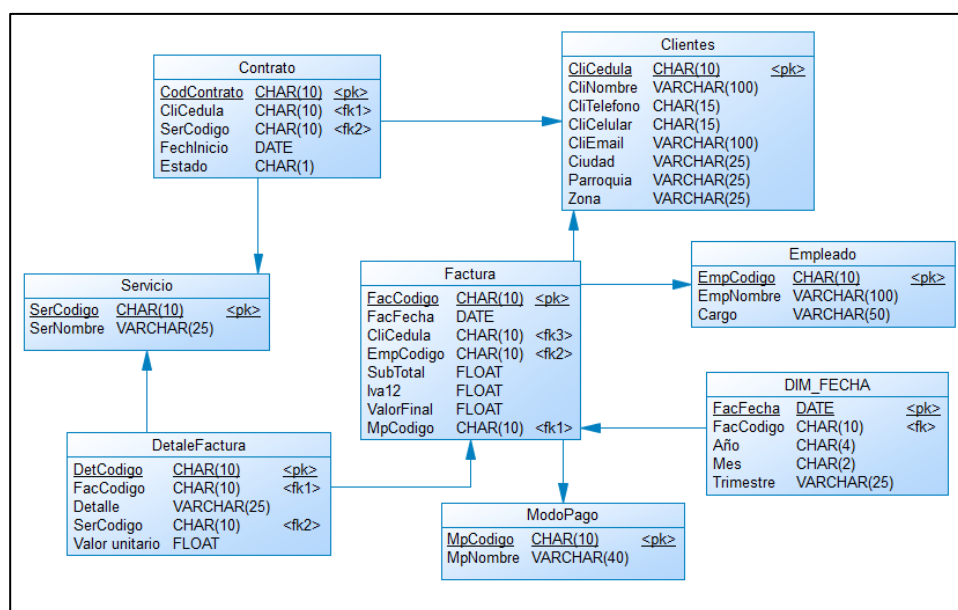 Contrato
CodContrato CHAR(10) <pk>
CliCedula CHAR(10) <fk1>
SerCodigo CHAR(10) <fk2>
FechInicio DATE
Estado CHAR(1)
Clientes
CliCedula CHAR(10) <pk>
CliNombre VARCHAR(100)
CliTelefono CHAR(15)
CliCelular CHAR(15)
CliEmail VARCHAR(100)
Ciudad VARCHAR(25)
Parroquia VARCHAR(25)
Zona VARCHAR(25)
Servicio
SerCodigo CHAR(10) <pk>
SerNombre VARCHAR(25)
Factura
FacCodigo CHAR(10) <pk>
FacFecha DATE
CliCedula CHAR(10) <fk3>
EmpCodigo CHAR(10) <fk2>
SubTotal FLOAT
Iva12 FLOAT
ValorFinal FLOAT
MpCodigo CHAR(10) <fk1>
Empleado
EmpCodigo CHAR(10) <pk>
EmpNombre VARCHAR(100)
Cargo VARCHAR(50)
DIM_FECHA
FacFecha DATE <pk>
FacCodigo CHAR(10) <fk>
Año CHAR(4)
Mes CHAR(2)
Trimestre VARCHAR(25)
DetaleFactura
DetCodigo CHAR(10) <pk>
FacCodigo CHAR(10) <fk1>
Detalle VARCHAR(25)
SerCodigo CHAR(10) <fk2>
Valor unitario FLOAT
ModoPago
MpCodigo CHAR(10) <pk>
MpNombre VARCHAR(40)